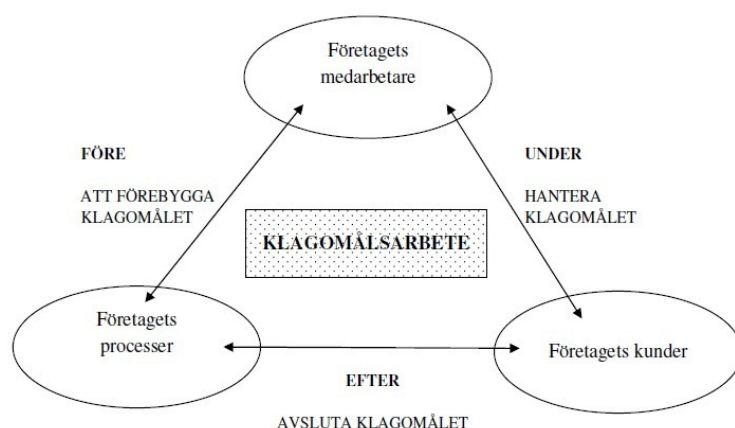 Företagets
medarbetare
FÖRE
UNDER
ATT FÖREBYGGA
KLAGOMÅLET
HANTERA
KLAGOMÅLET
KLAGOMÅLSARBETE
Företagets
processer
Företagets kunder
EFTER
AVSLUTA KLAGOMÅLET